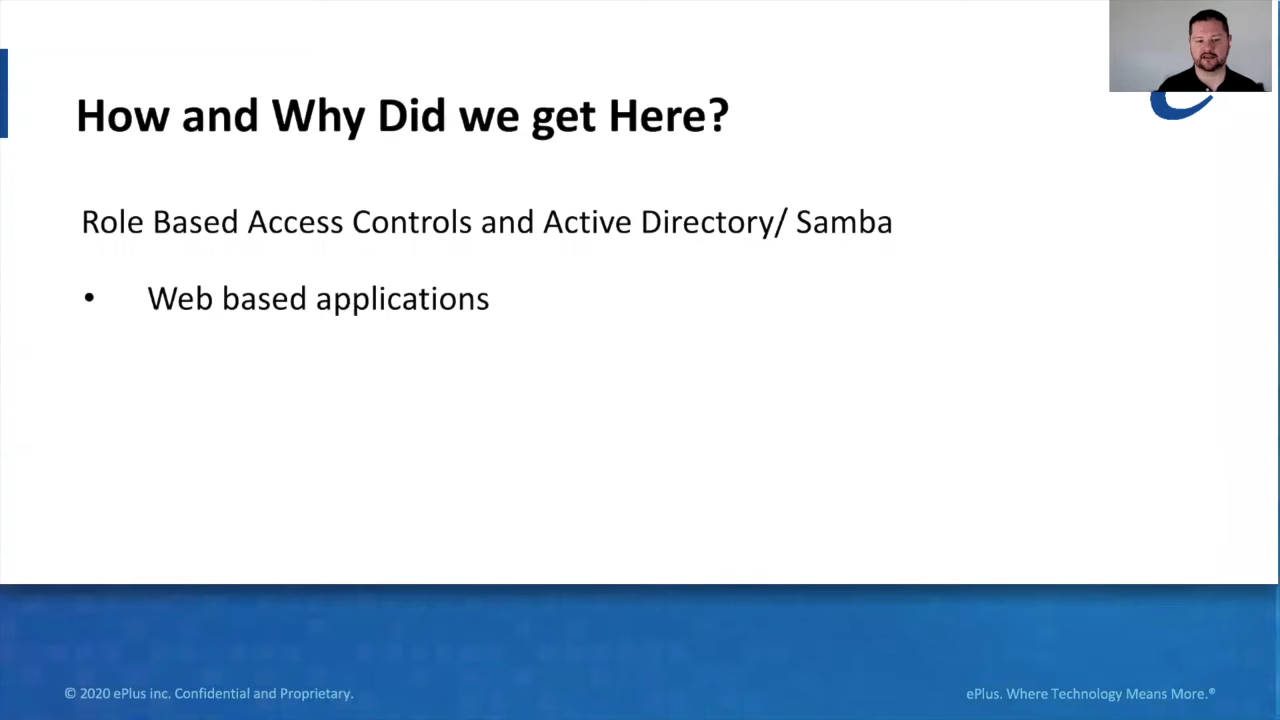 How and Why Did we get Here?
Role Based Access Controls and Active Directory/ Samba
• Web based applications
© 2020 ePlus inc. Confidential and Proprietary.
ePlus. Where Technology Means More.®